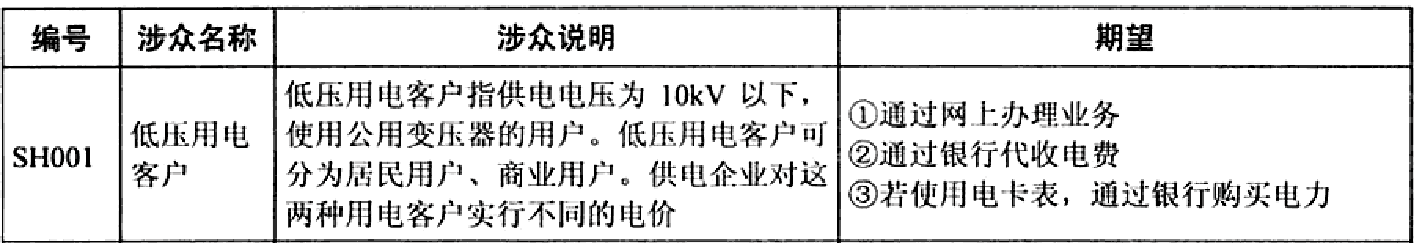 编号 涉众名称 涉众说明 期望
SH001
低压用电
客户
低压用电客户指供电电压为 10kV 以下，
使用公用变压器的用户。低压用电客户可
分为居民用户、商业用户。供电企业对这
两种用电客户实行不同的电价
①通过网上办理业务
②通过银行代收电费
③若使用电卡表，通过银行购买电力